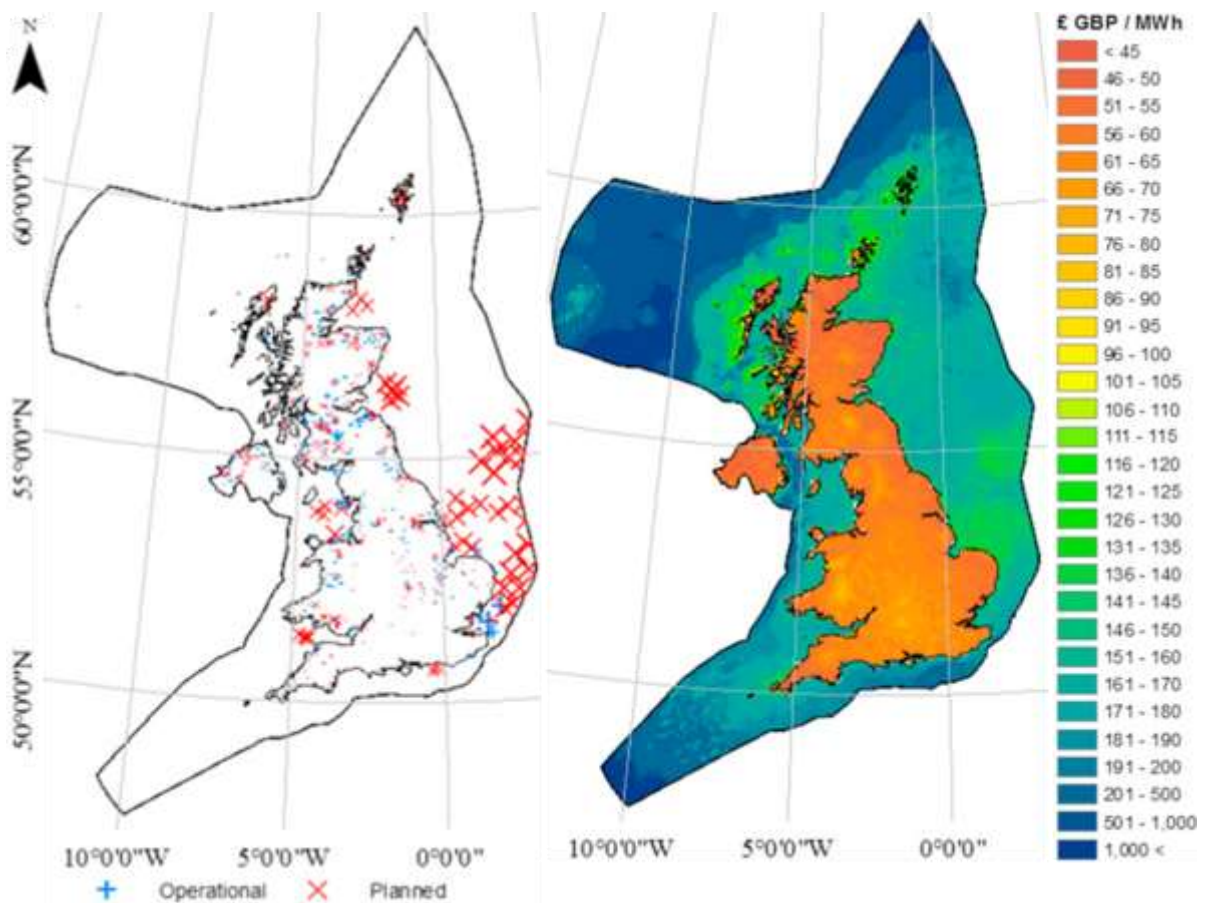 N
60°0'0"N
55°0'0"N
50°0'0"N
10°0'0"W
5°0'0"W
0°0'0"
Operational
Planned
10°0'0"W
5°0'0"W
0°0'0"
£ GBP / MWh
< 45
46 - 50
51 - 55
56 - 60
61 - 65
66 - 70
71 - 75
76 - 80
81 - 85
86 - 90
91 - 95
96 - 100
101 - 105
106 - 110
111 - 115
116 - 120
121 - 125
126 - 130
131 - 135
136 - 140
141 - 145
146 - 150
151 - 160
161 - 170
171 - 180
181 - 190
191 - 200
201 - 500
501 - 1,000
1,000 <